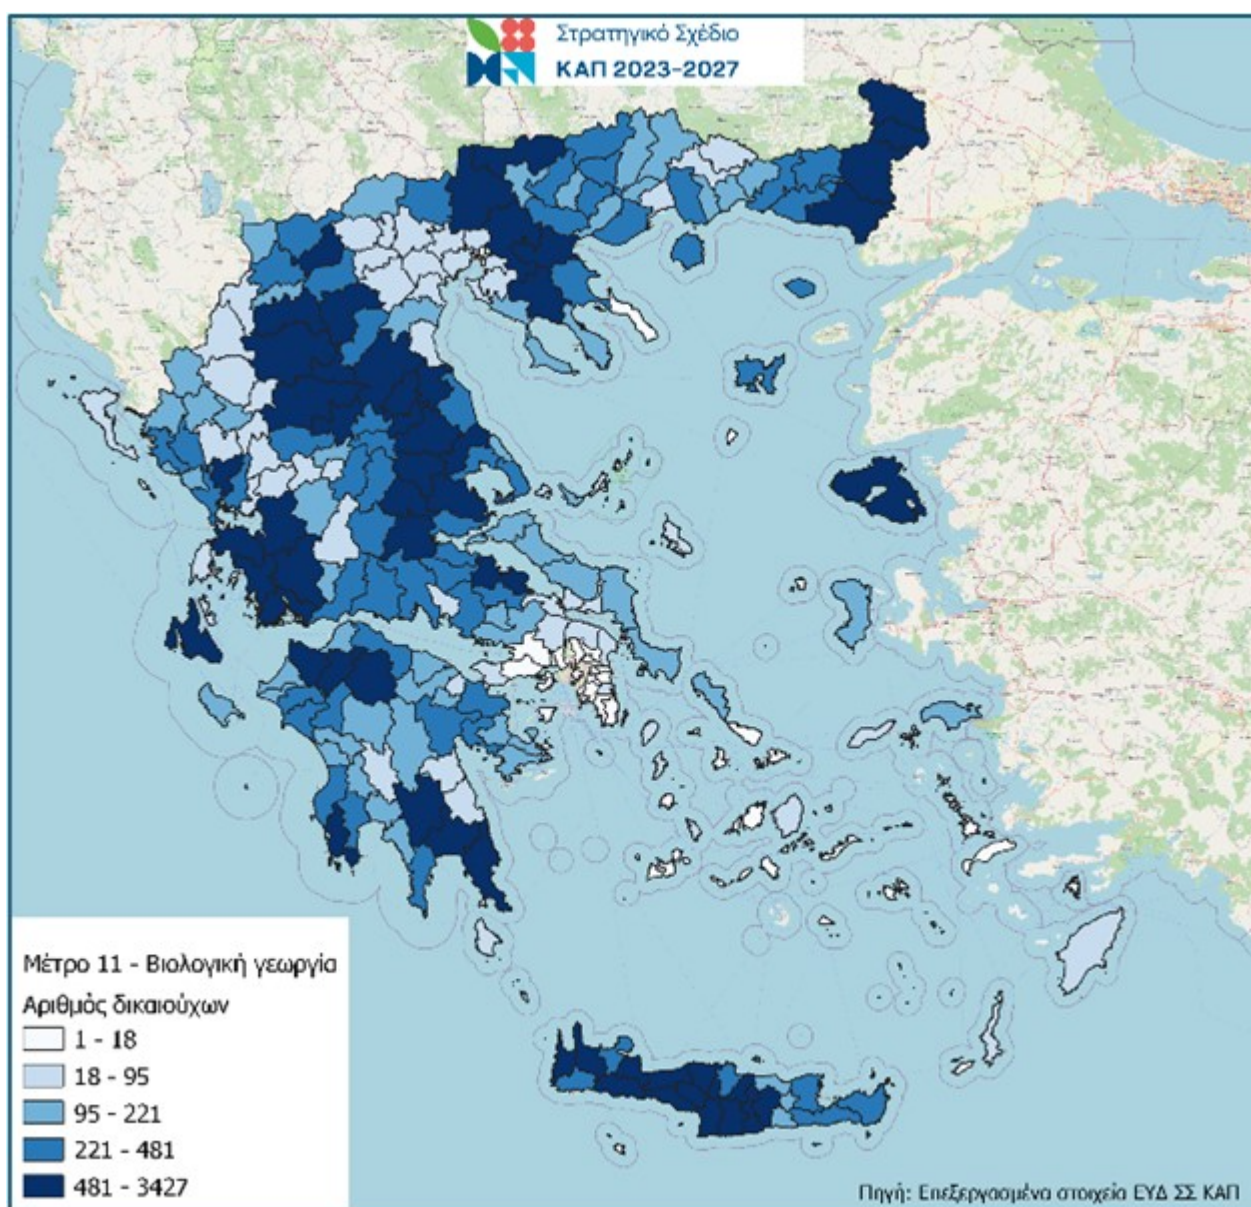 Στρατηγικό Σχέδιο
ΚΑΠ 2023-2027
Μέτρο 11 - Βιολογική γεωργία
Αριθμός δικαιούχων
1 - 18
18 - 95
95 - 221
221 - 481
481 - 3427
Πηγή: Επεξεργασμένα στοιχεία ΕΥΔ ΣΣ ΚΑΠ